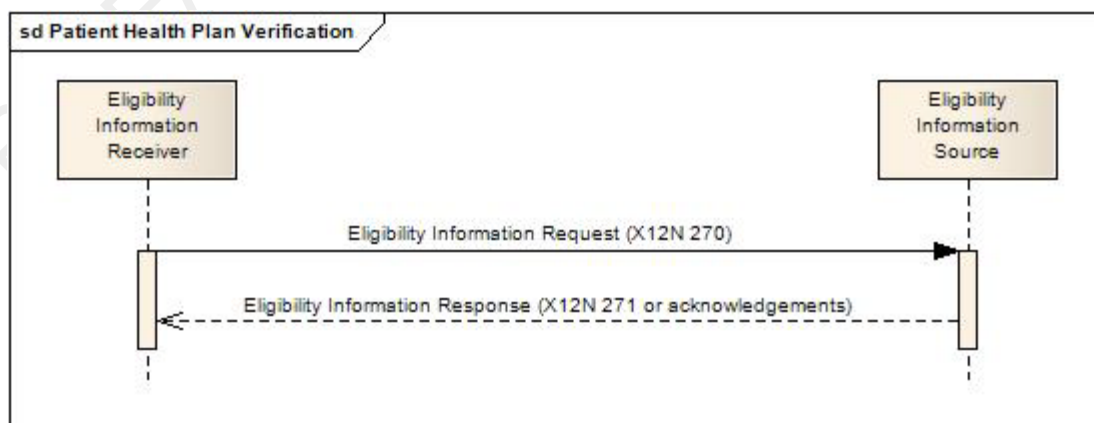 sd Patient Health Plan Verification
Eligibility
Information
Receiver
Eligibility
Information
Source
Eligibility Information Request (X12N 270)
Eligibility Information Response (X12N 271 or acknowledgements)